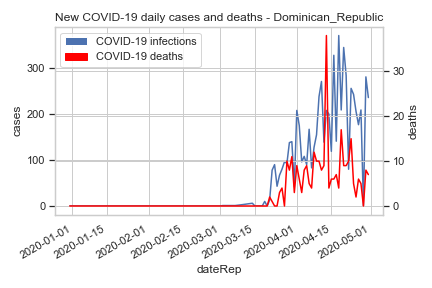 New COVID-19 daily cases and deaths - Dominican_Republic
COVID-19 infections
COVID-19 deaths
cases
300
200
100
0
deaths
30
20
10
0
2020-01-01
2020-01-15
2020-02-01
2020-02-15
2020-03-01
2020-03-15
2020-04-01
2020-04-15
2020-05-01
dateRep